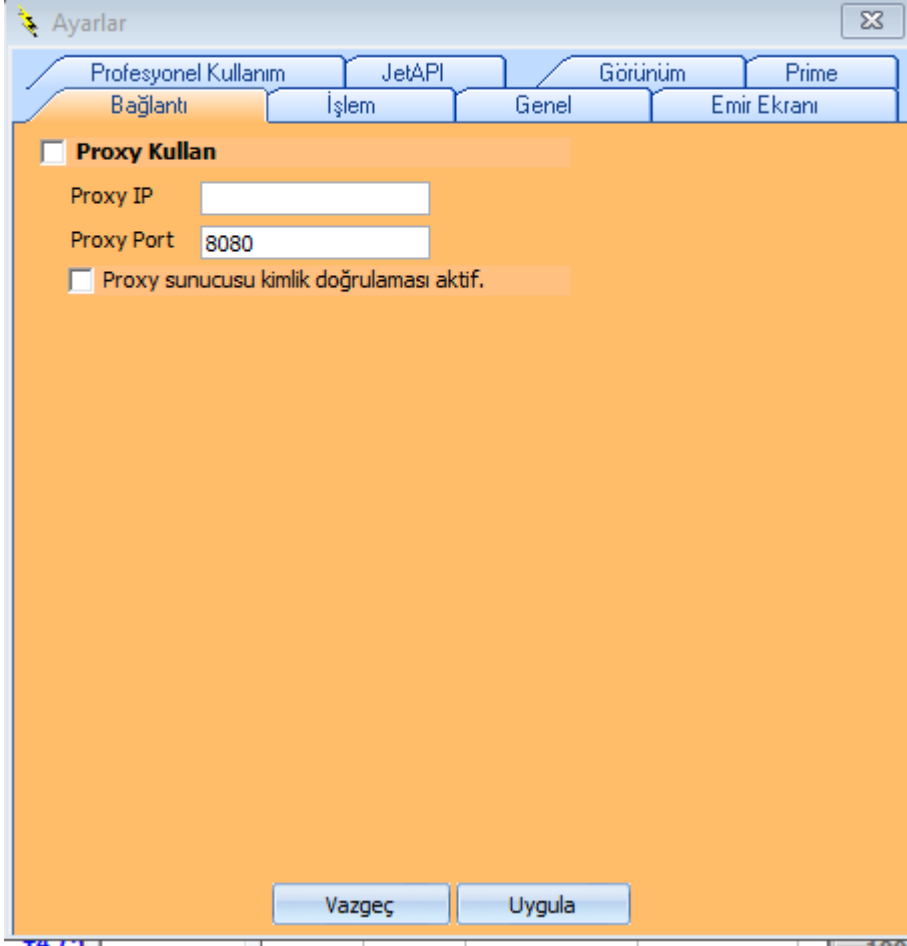 Ayarlar
Profesyonel Kullanım JetAPI Görünüm Prime
Bağlantı İşlem Genel Emir Ekranı
Proxy Kullan
Proxy IP
Proxy Port 8080
Proxy sunucusu kimlik doğrulaması aktif.
Vazgeç Uygula